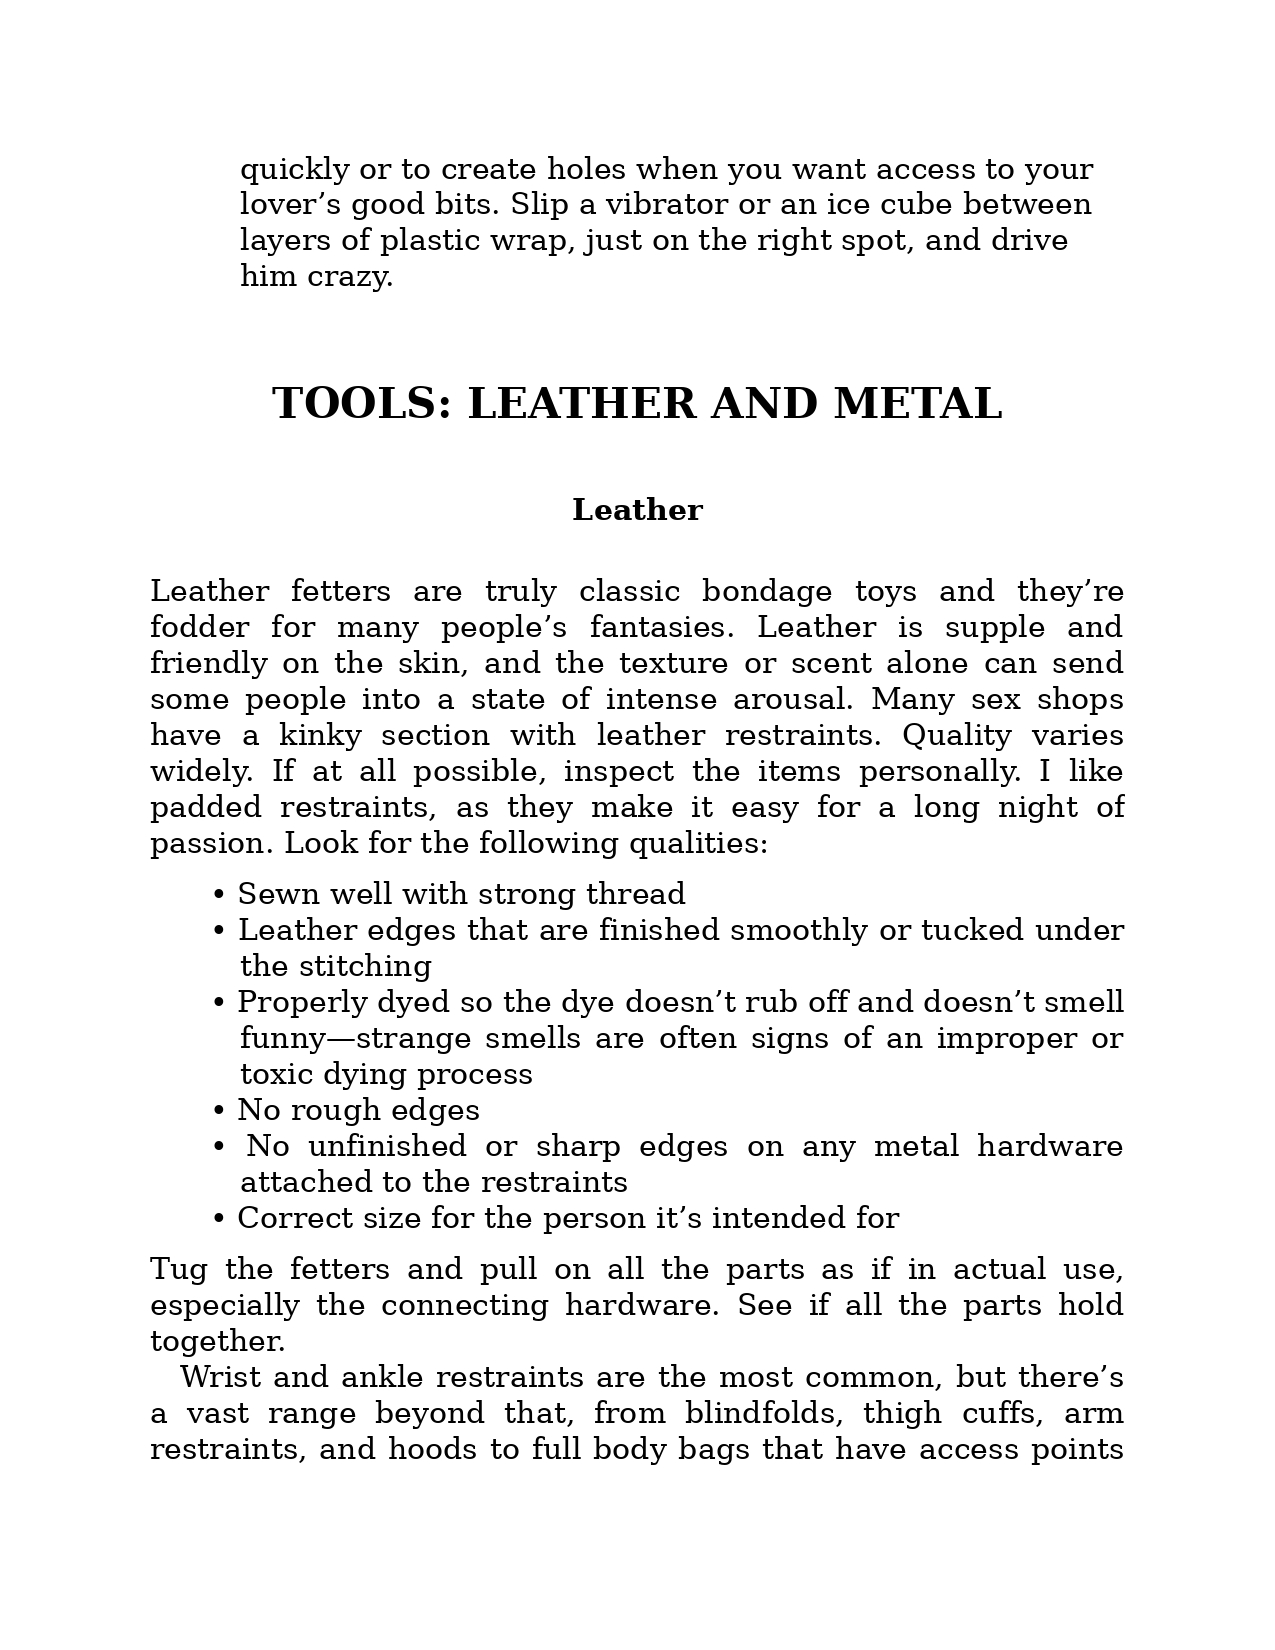 quickly or to create holes when you want access to your
lover’s good bits. Slip a vibrator or an ice cube between
layers of plastic wrap, just on the right spot, and drive
him crazy.
TOOLS: LEATHER AND METAL
Leather
Leather fetters are truly classic bondage toys and they’re
fodder for many people’s fantasies. Leather is supple and
friendly on the skin, and the texture or scent alone can send
some people into a state of intense arousal. Many sex shops
have a kinky section with leather restraints. Quality varies
widely. If at all possible, inspect the items personally. I like
padded restraints, as they make it easy for a long night of
passion. Look for the following qualities:
• Sewn well with strong thread
• Leather edges that are finished smoothly or tucked under
the stitching
• Properly dyed so the dye doesn’t rub off and doesn’t smell
funny—strange smells are often signs of an improper or
toxic dying process
• No rough edges
• No unfinished or sharp edges on any metal hardware
attached to the restraints
• Correct size for the person it’s intended for
Tug the fetters and pull on all the parts as if in actual use,
especially the connecting hardware. See if all the parts hold
together.
Wrist and ankle restraints are the most common, but there’s
a vast range beyond that, from blindfolds, thigh cuffs, arm
restraints, and hoods to full body bags that have access points